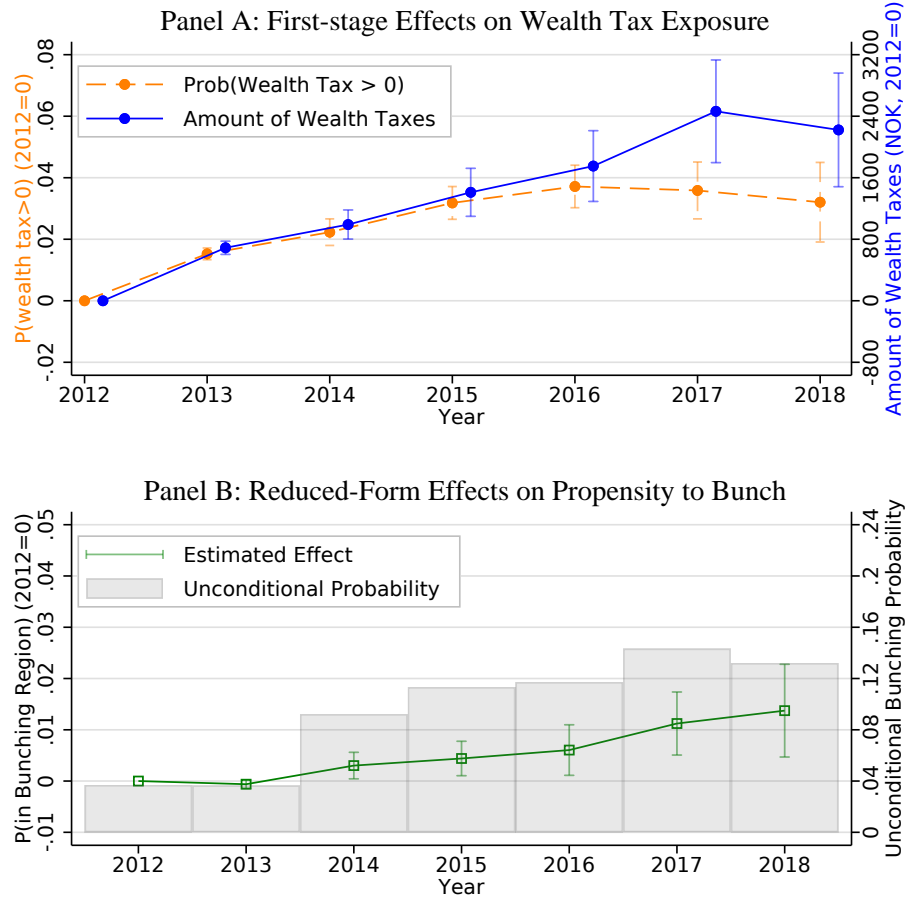 Panel A: First-stage Effects on Wealth Tax Exposure
P(wealth tax>0) (2012=0)
.08
.06
.04
.02
0
-.02
Prob(Wealth Tax > 0)
Amount of Wealth Taxes
3200
2400
1600
800
0
-800
Amount of Wealth Taxes (NOK, 2012=0)
2012 2013 2014 2015 2016 2017 2018
Year
Panel B: Reduced-Form Effects on Propensity to Bunch
P(in Bunching Region) (2012=0)
.05
.04
.03
.02
.01
0
-.01
Estimated Effect
Unconditional Probability
.24
.2
.16
.12
.08
.04
0
Unconditional Bunching Probability
2012 2013 2014 2015 2016 2017 2018
Year